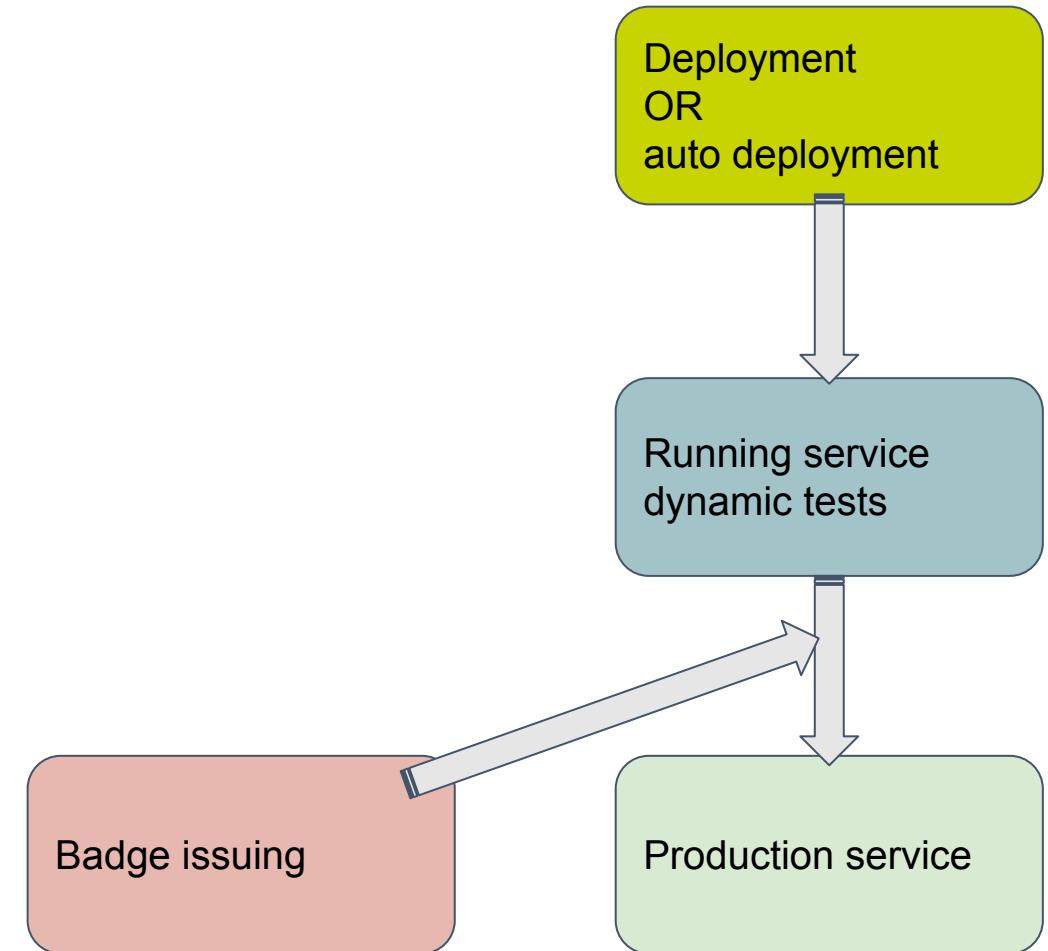 Deployment
OR
auto deployment
Running service
dynamic tests
Badge issuing
Production service